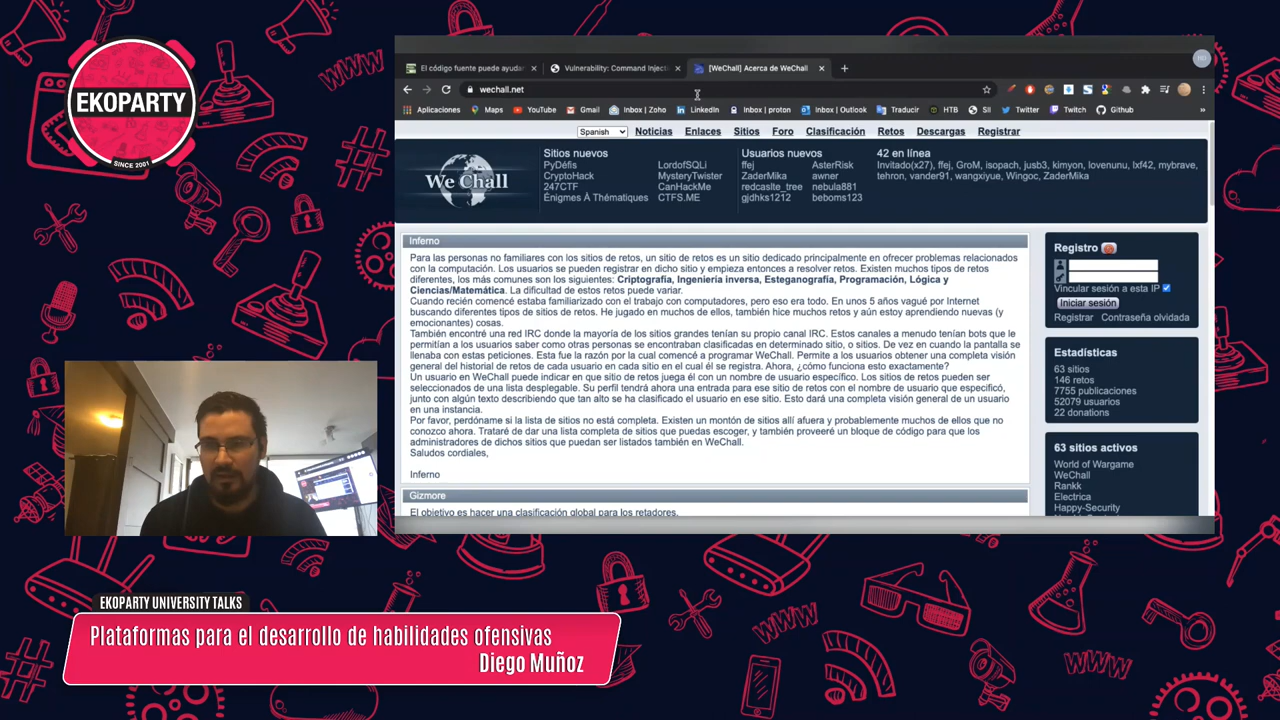 EKOPARTY
SINCE 2001
El código fuente puede ayudar
Vulnerability: Command Injecti
[WeChall] Acerca de WeChall
wechall.net
Aplicaciones
Maps
YouTube
Gmail
Inbox | Zoho
LinkedIn
Inbox | proton
Inbox | Outlook
Traducir
HTB
SII
Twitter
Twitch
Github
Spanish
Noticias
Enlaces
Sitios
Foro
Clasificación
Retos
Descargas
Registrar
We Chall
Sitios nuevos
PyDéfis
CryptoHack
247CTF
Énigmes À Thématiques
LordofSQLi
MysteryTwister
CanHackMe
CTFS.ME
Usuarios nuevos
ffej
ZaderMika
redcaslte_tree
gjdhks1212
AsterRisk
awner
nebula881
beboms123
42 en línea
Invitado(x27), ffej, GroM, isopach, jusb3, kimyon, lovenunu, lxf42, mybrave,
tehron, vander91, wangxiyue, Wingoc, ZaderMika
Inferno
Para las personas no familiares con los sitios de retos, un sitio de retos es un sitio dedicado principalmente en ofrecer problemas relacionados
con la computación. Los usuarios se pueden registrar en dicho sitio y empieza entonces a resolver retos. Existen muchos tipos de retos
diferentes, los más comunes son los siguientes: Criptografía, Ingeniería inversa, Esteganografía, Programación, Lógica y
Ciencias/Matemática. La dificultad de estos retos puede variar.
Cuando recién comencé estaba familiarizado con el trabajo con computadores, pero eso era todo. En unos 5 años vagué por Internet
buscando diferentes tipos de sitios de retos. He jugado en muchos de ellos, también hice muchos retos y aún estoy aprendiendo nuevas (y
emocionantes) cosas.
También encontré una red IRC donde la mayoría de los sitios grandes tenían su propio canal IRC. Estos canales a menudo tenían bots que le
permitían a los usuarios saber como otras personas se encontraban clasificadas en determinado sitio, o sitios. De vez en cuando la pantalla se
llenaba con estas peticiones. Esta fue la razón por la cual comencé a programar WeChall. Permite a los usuarios obtener una completa visión
general del historial de retos de cada usuario en cada sitio en el cual él se registra. Ahora, ¿cómo funciona esto exactamente?
Un usuario en WeChall puede indicar en que sitio de retos juega él con un nombre de usuario específico. Los sitios de retos pueden ser
seleccionados de una lista desplegable. Su perfil tendrá ahora una entrada para ese sitio de retos con el nombre de usuario que especificó,
junto con algún texto describiendo que tan alto se ha clasificado el usuario en ese sitio. Esto dará una completa visión general de un usuario
en una instancia.
Por favor, perdóname si la lista de sitios no está completa. Existen un montón de sitios allí afuera y probablemente muchos de ellos que no
conozco ahora. Trataré de dar una lista completa de sitios que puedas escoger, y también proveeré un bloque de código para que los
administradores de dichos sitios que puedan ser listados también en WeChall.
Saludos cordiales,
Inferno
Gizmore
El objetivo es hacer una clasificación global para los retadores.
Registro
Vincular sesión a esta IP
Iniciar sesión
Registrar
Contraseña olvidada
Estadísticas
63 sitios
146 retos
7755 publicaciones
52079 usuarios
22 donations
63 sitios activos
World of Wargame
WeChall
Rankk
Electrica
Happy-Security
EKOPARTY UNIVERSITY TALKS
Plataformas para el desarrollo de habilidades ofensivas
Diego Muñoz
WWW
WWW
WWW